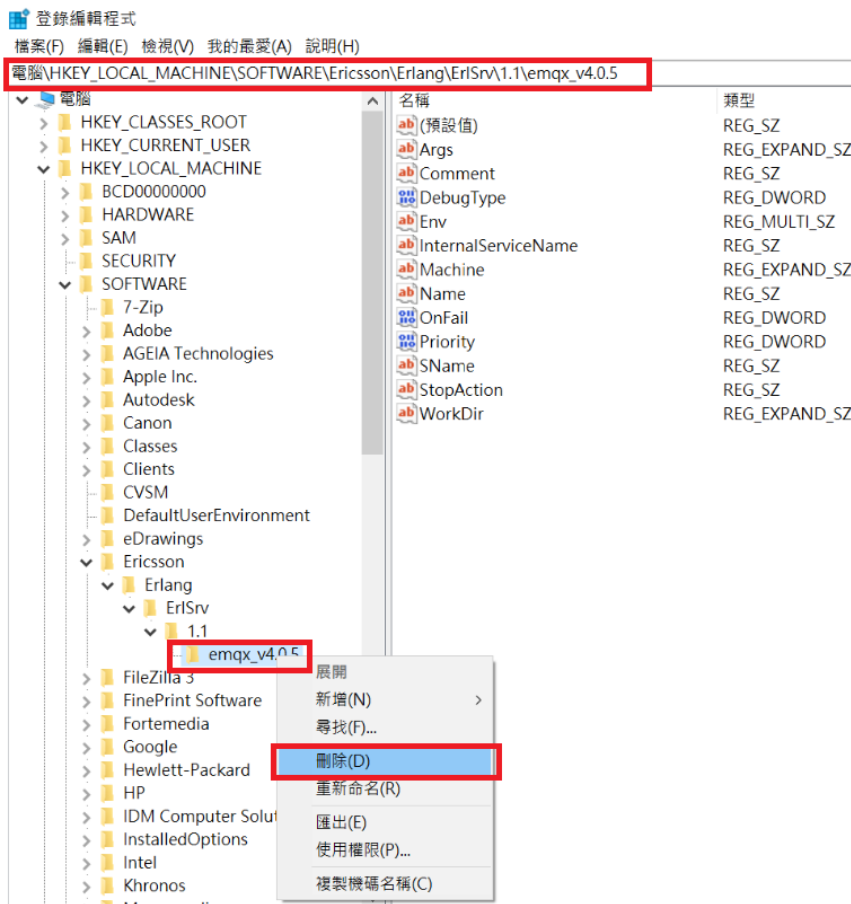 登錄編輯程式
檔案(F) 編輯(E) 檢視(V) 我的最愛(A) 說明(H)
電腦\HKEY_LOCAL_MACHINE\SOFTWARE\Ericsson\Erlang\ErlSrv\1.1\emqx_v4.0.5
電腦
HKEY_CLASSES_ROOT
HKEY_CURRENT_USER
HKEY_LOCAL_MACHINE
BCD00000000
HARDWARE
SAM
SECURITY
SOFTWARE
7-Zip
Adobe
AGEIA Technologies
Apple Inc.
Autodesk
Canon
Classes
Clients
CVSM
DefaultUserEnvironment
eDrawings
Ericsson
Erlang
ErlSrv
1.1
emqx_v4.0.5
FileZilla 3
FinePrint Software
Fortemedia
Google
Hewlett-Packard
HP
IDM Computer Solut
InstalledOptions
Intel
Khronos
名稱 類型
(預設值) REG_SZ
Args REG_EXPAND_SZ
Comment REG_SZ
DebugType REG_DWORD
Env REG_MULTI_SZ
InternalServiceName REG_SZ
Machine REG_EXPAND_SZ
Name REG_SZ
OnFail REG_DWORD
Priority REG_DWORD
SName REG_SZ
StopAction REG_SZ
WorkDir REG_EXPAND_SZ
展開
新增(N)
尋找(F)...
刪除(D)
重新命名(R)
匯出(E)
使用權限(P)...
複製機碼名稱(C)